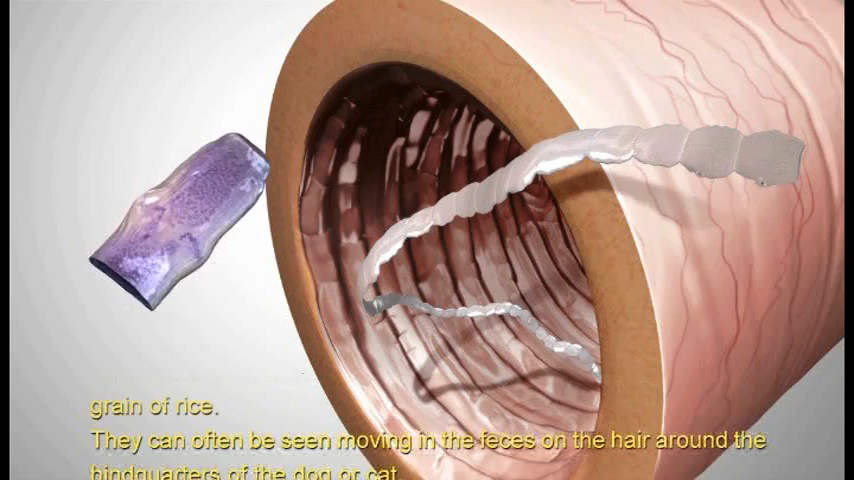 grain of rice.
They can often be seen moving in the feces on the hair around the
hindquarters of the dog or cat